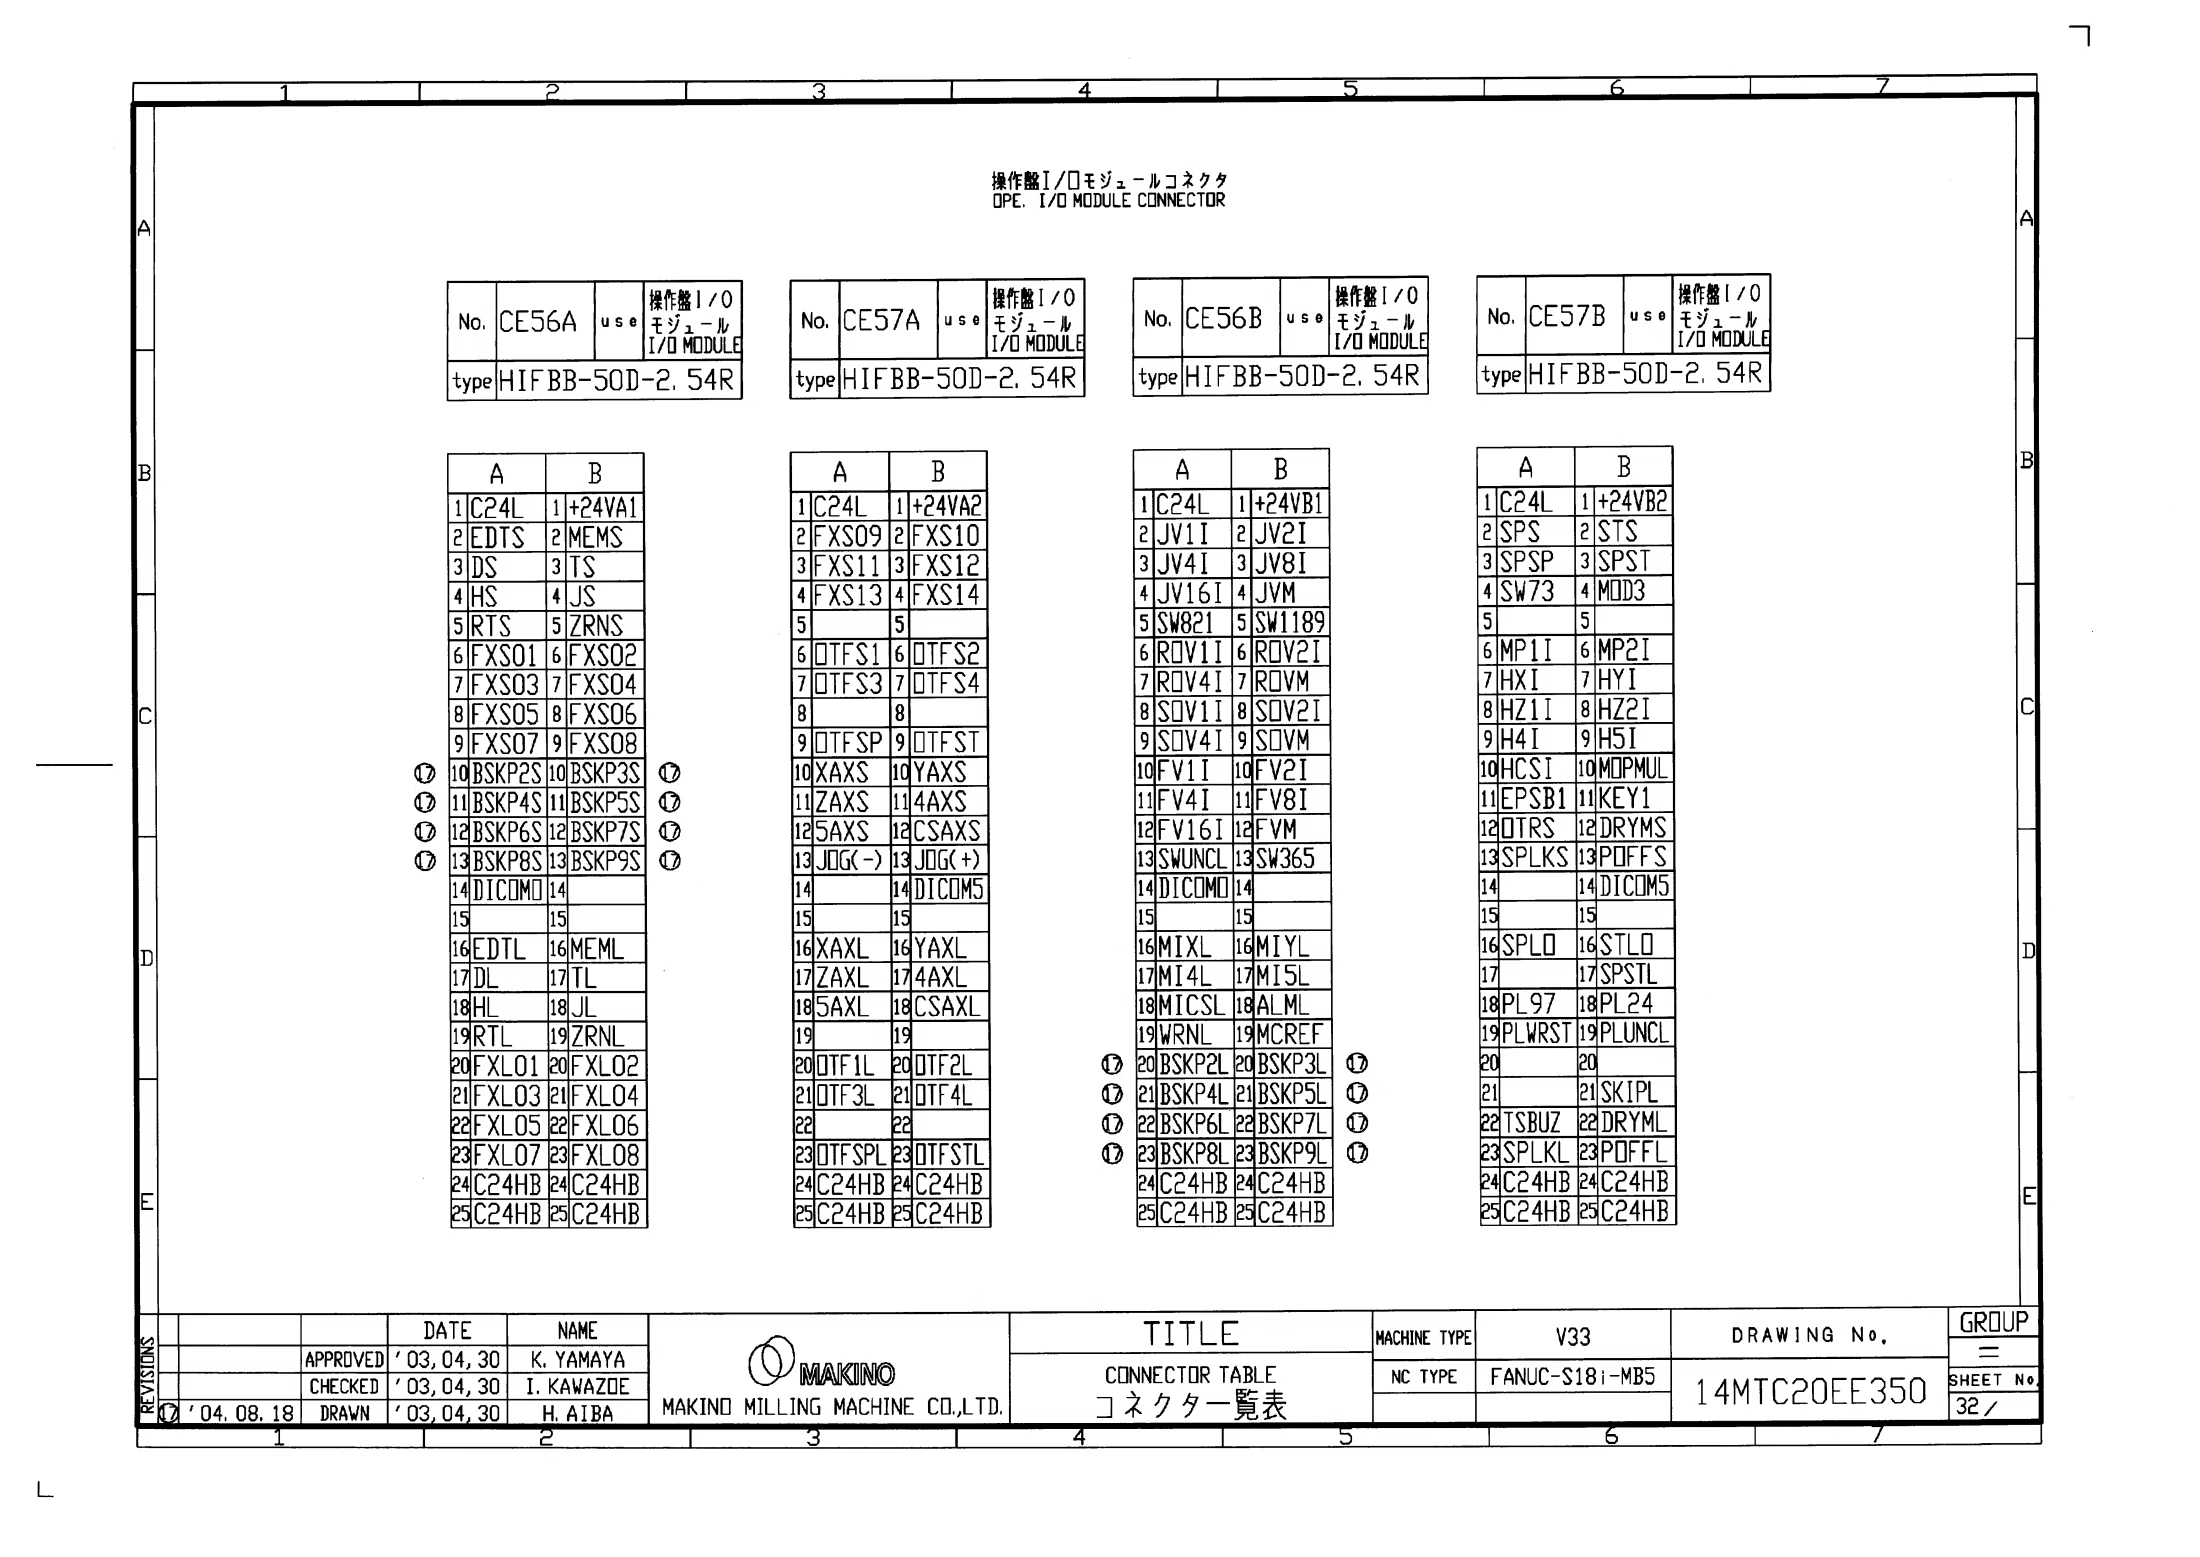 1 2 3 4 5 6 7
操作盤I/Oモジュールコネクタ
OPE. I/O MODULE CONNECTOR
A A
No. CE56A use 操作盤I/O モジュール I/O MODULE
type HIFBB-50D-2.54R
No. CE57A use 操作盤I/O モジュール I/O MODULE
type HIFBB-50D-2.54R
No. CE56B use 操作盤I/O モジュール I/O MODULE
type HIFBB-50D-2.54R
No. CE57B use 操作盤I/O モジュール I/O MODULE
type HIFBB-50D-2.54R
B B
A B
1 C24L 1 +24VA1
2 EDTS 2 MEMS
3 DS 3 TS
4 HS 4 JS
5 RTS 5 ZRNS
6 FXS01 6 FXS02
7 FXS03 7 FXS04
8 FXS05 8 FXS06
9 FXS07 9 FXS08
⑰ 10 BSKP2S 10 BSKP3S ⑰
⑰ 11 BSKP4S 11 BSKP5S ⑰
⑰ 12 BSKP6S 12 BSKP7S ⑰
⑰ 13 BSKP8S 13 BSKP9S ⑰
14 DICOM0 14
15 15
16 EDTL 16 MEML
17 DL 17 TL
18 HL 18 JL
19 RTL 19 ZRNL
20 FXL01 20 FXL02
21 FXL03 21 FXL04
22 FXL05 22 FXL06
23 FXL07 23 FXL08
24 C24HB 24 C24HB
25 C24HB 25 C24HB
A B
1 C24L 1 +24VA2
2 FXS09 2 FXS10
3 FXS11 3 FXS12
4 FXS13 4 FXS14
5 5
6 OTFS1 6 OTFS2
7 OTFS3 7 OTFS4
8 8
9 OTFSP 9 OTFST
10 XAXS 10 YAXS
11 ZAXS 11 4AXS
12 5AXS 12 CSAXS
13 JOG(-) 13 JOG(+)
14 14 DICOM5
15 15
16 XAXL 16 YAXL
17 ZAXL 17 4AXL
18 5AXL 18 CSAXL
19 19
20 OTF1L 20 OTF2L
21 OTF3L 21 OTF4L
22 22
23 OTFSPL 23 OTFSTL
24 C24HB 24 C24HB
25 C24HB 25 C24HB
A B
1 C24L 1 +24VB1
2 JV1I 2 JV2I
3 JV4I 3 JV8I
4 JV16I 4 JVM
5 SW821 5 SW1189
6 ROV1I 6 ROV2I
7 ROV4I 7 ROVM
8 SOV1I 8 SOV2I
9 SOV4I 9 SOVM
10 FV1I 10 FV2I
11 FV4I 11 FV8I
12 FV16I 12 FVM
13 SWUNCL 13 SW365
14 DICOM0 14
15 15
16 MIXL 16 MIYL
17 MI4L 17 MI5L
18 MICSL 18 ALML
19 WRNL 19 MCREF
⑰ 20 BSKP2L 20 BSKP3L ⑰
⑰ 21 BSKP4L 21 BSKP5L ⑰
⑰ 22 BSKP6L 22 BSKP7L ⑰
⑰ 23 BSKP8L 23 BSKP9L ⑰
24 C24HB 24 C24HB
25 C24HB 25 C24HB
A B
1 C24L 1 +24VB2
2 SPS 2 STS
3 SPSP 3 SPST
4 SW73 4 MOD3
5 5
6 MP1I 6 MP2I
7 HXI 7 HYI
8 HZ1I 8 HZ2I
9 H4I 9 H5I
10 HCSI 10 MOPMUL
11 EPSB1 11 KEY1
12 OTRS 12 DRYMS
13 SPLKS 13 POFFS
14 14 DICOM5
15 15
16 SPLO 16 STLO
17 17 SPSTL
18 PL97 18 PL24
19 PLWRST 19 PLUNCL
20 20
21 21 SKIPL
22 TSBUZ 22 DRYML
23 SPLKL 23 POFFL
24 C24HB 24 C24HB
25 C24HB 25 C24HB
C C
D D
E E
REVISIONS
⑰ '04.08.18
DATE NAME
APPROVED '03,04,30 K. YAMAYA
CHECKED '03,04,30 I. KAWAZOE
DRAWN '03,04,30 H. AIBA
MAKINO
MAKINO MILLING MACHINE CO.,LTD.
TITLE
CONNECTOR TABLE
コネクタ一覧表
MACHINE TYPE V33
NC TYPE FANUC-S18i-MB5
DRAWING No.
14MTC20EE350
GROUP
=
SHEET No.
32/
1 2 3 4 5 6 7